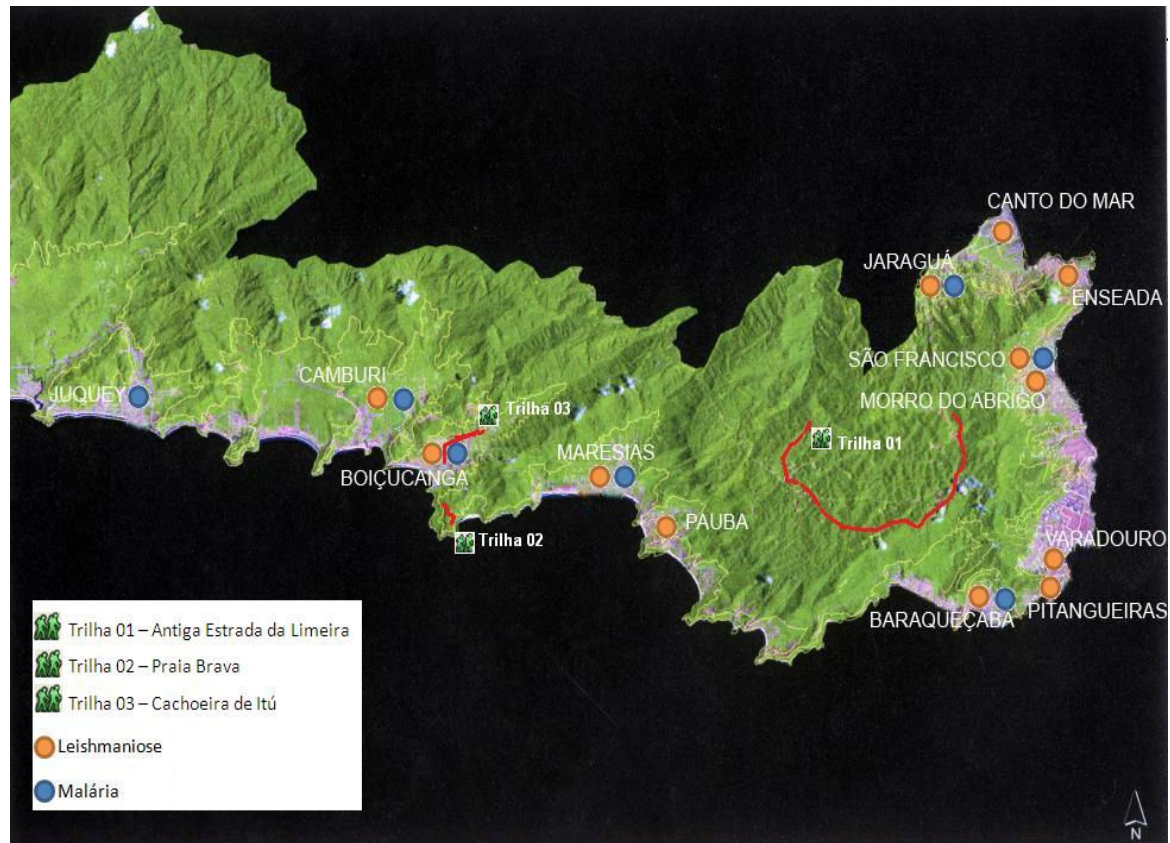 CANTO DO MAR
JARAGUÁ
ENSEADA
SÃO FRANCISCO
CAMBURI
JUQUEY
MORRO DO ABRIGO
Trilha 03
Trilha 01
MARESIAS
BOIÇUCANGA
PAUBA
Trilha 02
VARADOURO
BARAQUEÇABA
PITANGUEIRAS
Trilha 01 – Antiga Estrada da Limeira
Trilha 02 – Praia Brava
Trilha 03 – Cachoeira de Itú
Leishmaniose
Malária
N